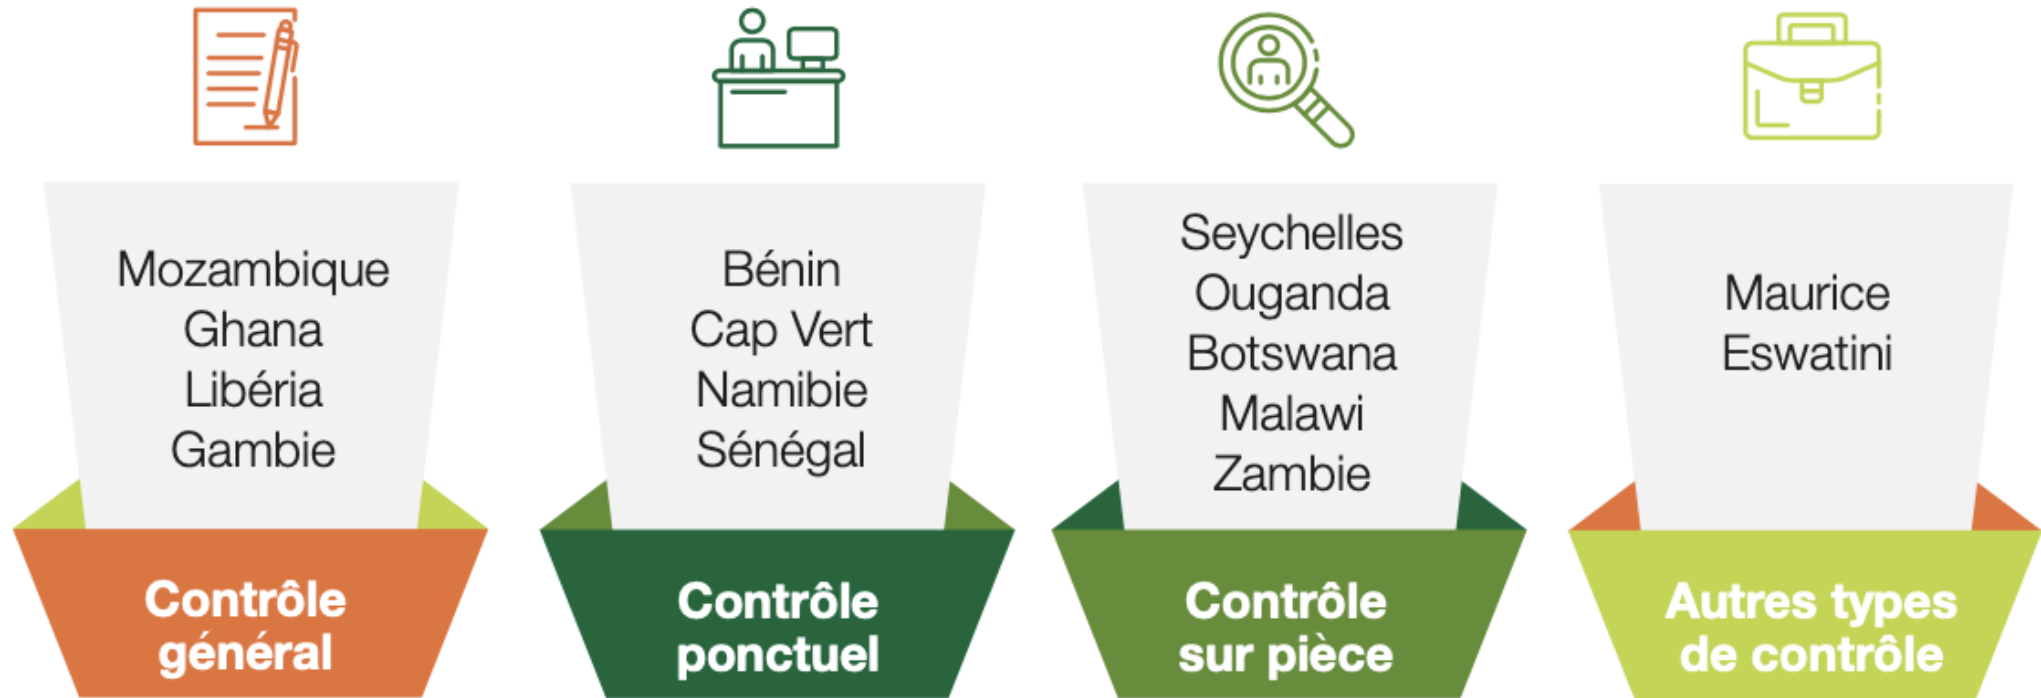 Mozambique
Ghana
Libéria
Gambie
Contrôle
général
Bénin
Cap Vert
Namibie
Sénégal
Contrôle
ponctuel
Seychelles
Ouganda
Botswana
Malawi
Zambie
Contrôle
sur pièce
Maurice
Eswatini
Autres types
de contrôle